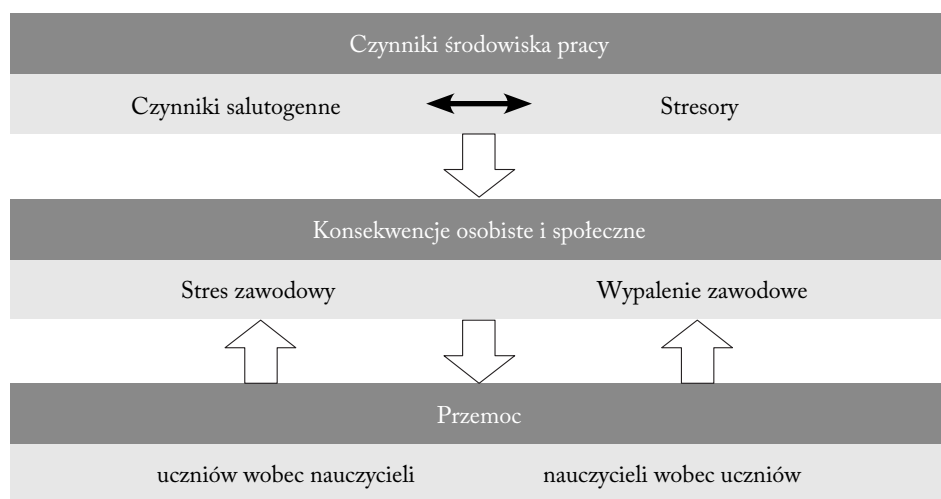 Czynniki środowiska pracy
Czynniki salutogenne Stresory
Konsekwencje osobiste i społeczne
Stres zawodowy Wypalenie zawodowe
Przemoc
uczniów wobec nauczycieli nauczycieli wobec uczniów